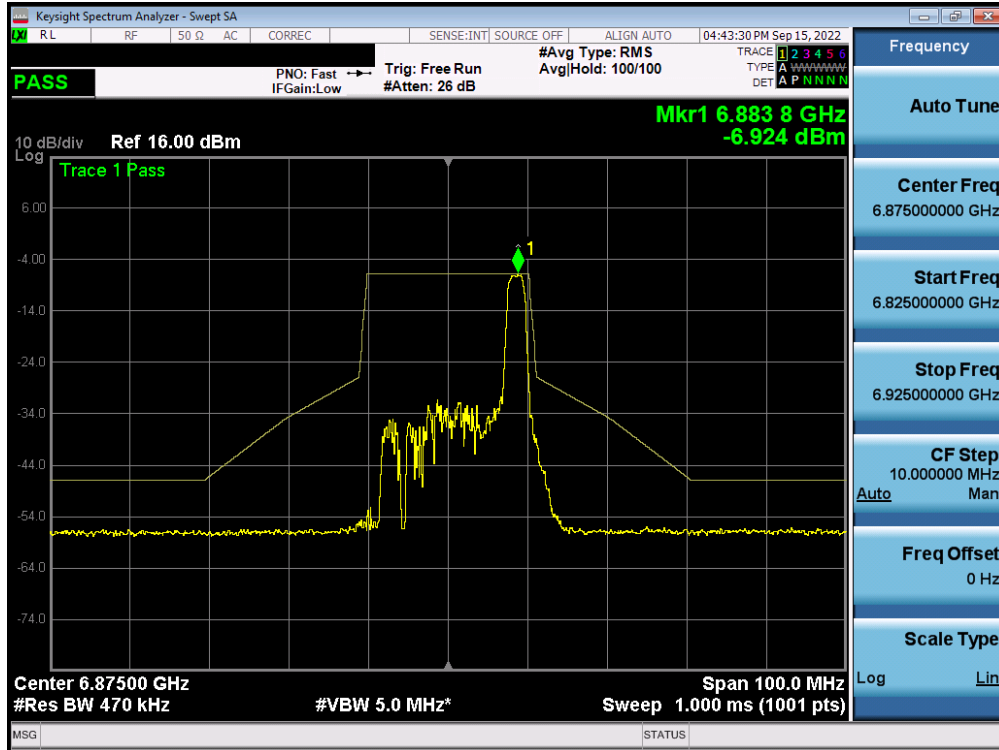 Keysight Spectrum Analyzer - Swept SA
LXI RL RF 50 Ω AC CORREC SENSE:INT SOURCE OFF ALIGN AUTO 04:43:30 PM Sep 15, 2022
PASS
PNO: Fast
IFGain:Low
Trig: Free Run
#Atten: 26 dB
#Avg Type: RMS
Avg|Hold: 100/100
TRACE 1 2 3 4 5 6
TYPE A WWWWW
DET A P N N N N
Mkr1 6.883 8 GHz
-6.924 dBm
10 dB/div Ref 16.00 dBm
Log
Trace 1 Pass
6.00
-4.00
-14.0
-24.0
-34.0
-44.0
-54.0
-64.0
-74.0
1
Center 6.87500 GHz Span 100.0 MHz
#Res BW 470 kHz #VBW 5.0 MHz* Sweep 1.000 ms (1001 pts)
MSG STATUS
Frequency
Auto Tune
Center Freq
6.875000000 GHz
Start Freq
6.825000000 GHz
Stop Freq
6.925000000 GHz
CF Step
10.000000 MHz
Auto Man
Freq Offset
0 Hz
Scale Type
Log Lin